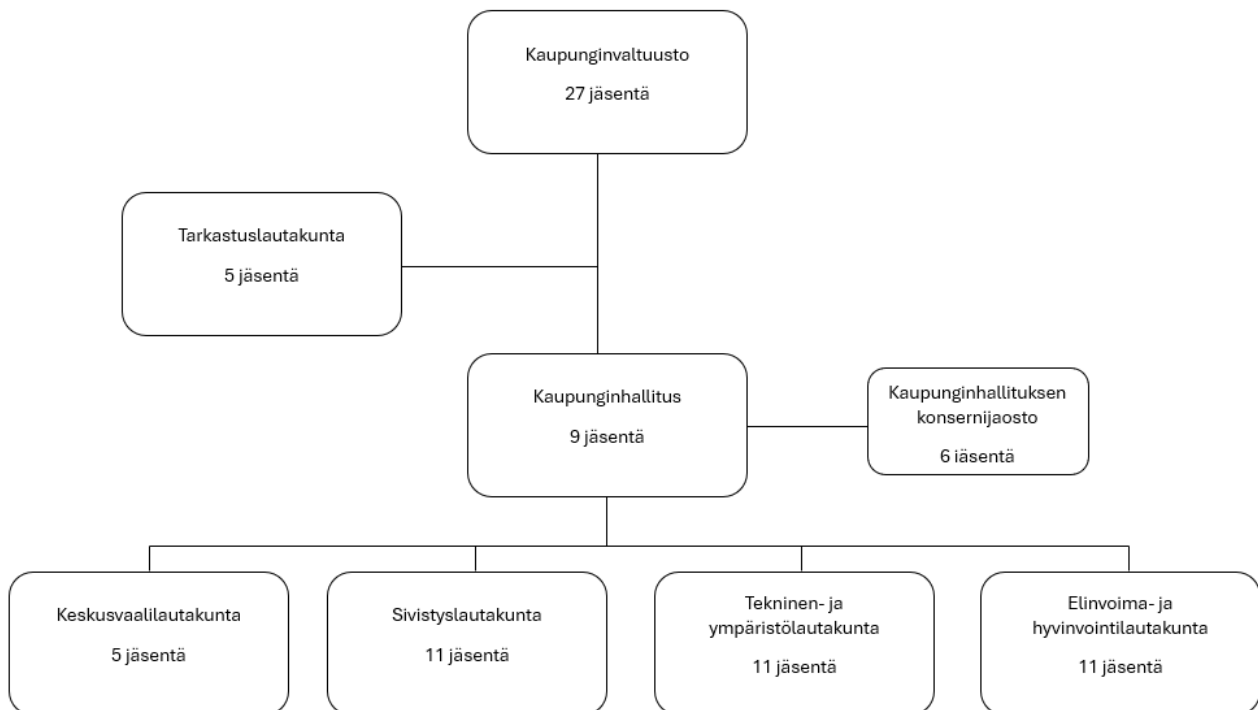 Kaupunginvaltuusto
27 jäsentä
Tarkastuslautakunta
5 jäsentä
Kaupunginhallitus
9 jäsentä
Kaupunginhallituksen
konsernijaosto
6 iäsentä
Keskusvaalilautakunta
5 jäsentä
Sivistyslautakunta
11 jäsentä
Tekninen- ja
ympäristölautakunta
11 jäsentä
Elinvoima- ja
hyvinvointilautakunta
11 jäsentä